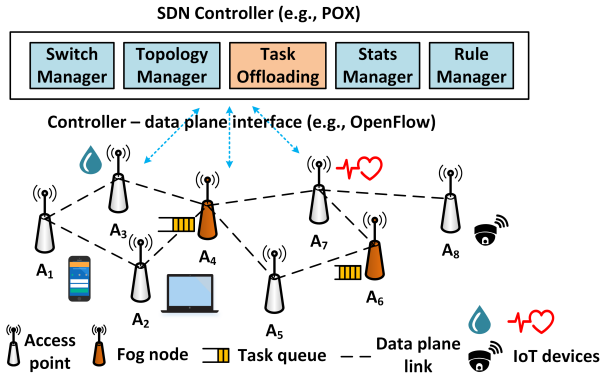 SDN Controller (e.g., POX)
Switch Manager
Topology Manager
Task Offloading
Stats Manager
Rule Manager
Controller – data plane interface (e.g., OpenFlow)
A3
A4
A7
A8
A1
A2
A5
A6
Access point
Fog node
Task queue
Data plane link
IoT devices